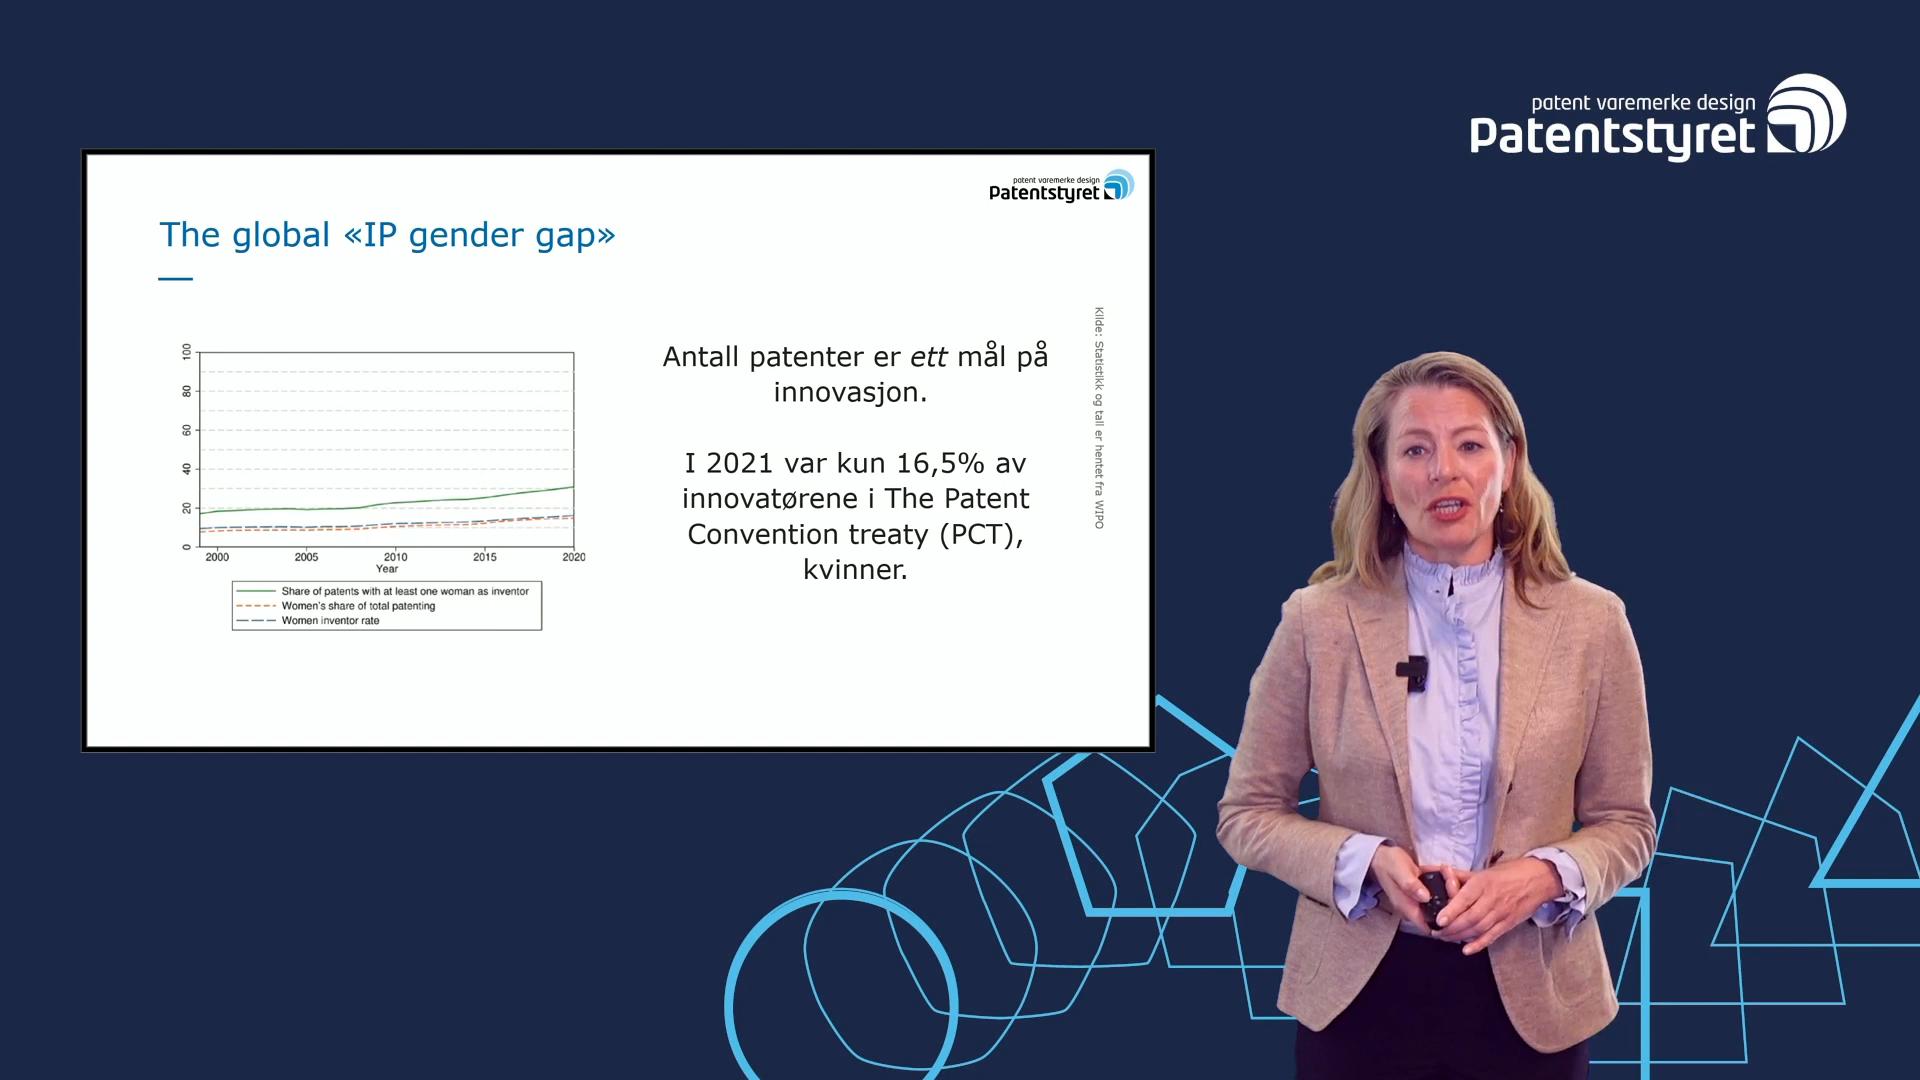 patent varemerke design
Patentstyret
patent varemerke design
Patentstyret
The global «IP gender gap»
Antall patenter er ett mål på
innovasjon.
I 2021 var kun 16,5% av
innovatørene i The Patent
Convention treaty (PCT),
kvinner.
Kilde: Statistikk og tall er hentet fra WIPO
100
80
60
40
20
0
2000 2005 2010 2015 2020
Year
Share of patents with at least one woman as inventor
Women's share of total patenting
Women inventor rate